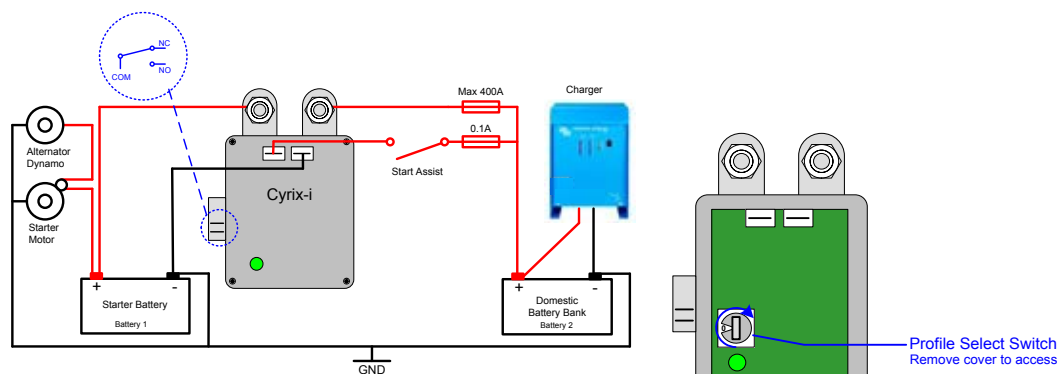 NC
COM
NO
Max 400A
Charger
0.1A
Alternator
Dynamo
Start Assist
Cyrix-i
Starter
Motor
+
-
Starter Battery
Battery 1
+
-
Domestic
Battery Bank
Battery 2
GND
Profile Select Switch
Remove cover to access